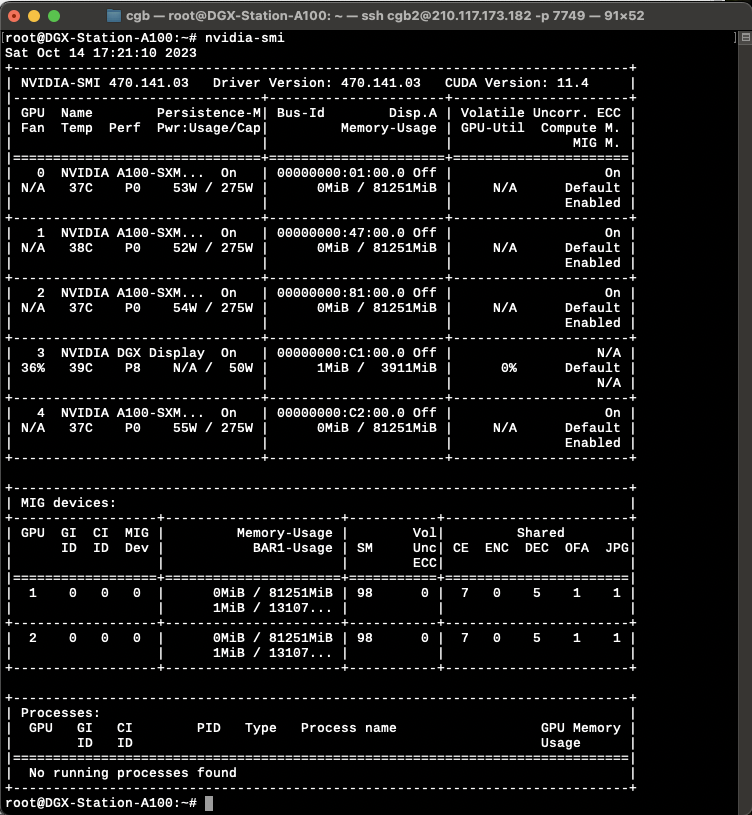 cgb — root@DGX-Station-A100: ~ — ssh cgb2@210.117.173.182 -p 7749 — 91×52
[root@DGX-Station-A100:~# nvidia-smi ]
Sat Oct 14 17:21:10 2023
+-----------------------------------------------------------------------------+
| NVIDIA-SMI 470.141.03   Driver Version: 470.141.03   CUDA Version: 11.4     |
|-------------------------------+----------------------+----------------------+
| GPU  Name        Persistence-M| Bus-Id        Disp.A | Volatile Uncorr. ECC |
| Fan  Temp  Perf  Pwr:Usage/Cap|         Memory-Usage | GPU-Util  Compute M. |
|                               |                      |               MIG M. |
|===============================+======================+======================|
|   0  NVIDIA A100-SXM...  On   | 00000000:01:00.0 Off |                   On |
| N/A   37C    P0    53W / 275W |      0MiB / 81251MiB |     N/A      Default |
|                               |                      |              Enabled |
+-------------------------------+----------------------+----------------------+
|   1  NVIDIA A100-SXM...  On   | 00000000:47:00.0 Off |                   On |
| N/A   38C    P0    52W / 275W |      0MiB / 81251MiB |     N/A      Default |
|                               |                      |              Enabled |
+-------------------------------+----------------------+----------------------+
|   2  NVIDIA A100-SXM...  On   | 00000000:81:00.0 Off |                   On |
| N/A   37C    P0    54W / 275W |      0MiB / 81251MiB |     N/A      Default |
|                               |                      |              Enabled |
+-------------------------------+----------------------+----------------------+
|   3  NVIDIA DGX Display  On   | 00000000:C1:00.0 Off |                  N/A |
| 36%   39C    P8    N/A /  50W |      1MiB /  3911MiB |      0%      Default |
|                               |                      |                  N/A |
+-------------------------------+----------------------+----------------------+
|   4  NVIDIA A100-SXM...  On   | 00000000:C2:00.0 Off |                   On |
| N/A   37C    P0    55W / 275W |      0MiB / 81251MiB |     N/A      Default |
|                               |                      |              Enabled |
+-------------------------------+----------------------+----------------------+

+-----------------------------------------------------------------------------+
| MIG devices:                                                                |
+------------------+----------------------+-----------+-----------------------+
| GPU  GI  CI  MIG |         Memory-Usage |        Vol|         Shared        |
|      ID  ID  Dev |           BAR1-Usage | SM     Unc| CE  ENC  DEC  OFA  JPG|
|                  |                      |        ECC|                       |
|==================+======================+===========+=======================|
|  1    0   0   0  |      0MiB / 81251MiB | 98      0 |  7   0    5    1    1 |
|                  |      1MiB / 13107... |           |                       |
+------------------+----------------------+-----------+-----------------------+
|  2    0   0   0  |      0MiB / 81251MiB | 98      0 |  7   0    5    1    1 |
|                  |      1MiB / 13107... |           |                       |
+------------------+----------------------+-----------+-----------------------+

+-----------------------------------------------------------------------------+
| Processes:                                                                  |
|  GPU   GI   CI        PID   Type   Process name                  GPU Memory |
|        ID   ID                                                   Usage      |
|=============================================================================|
|  No running processes found                                                 |
+-----------------------------------------------------------------------------+
root@DGX-Station-A100:~#